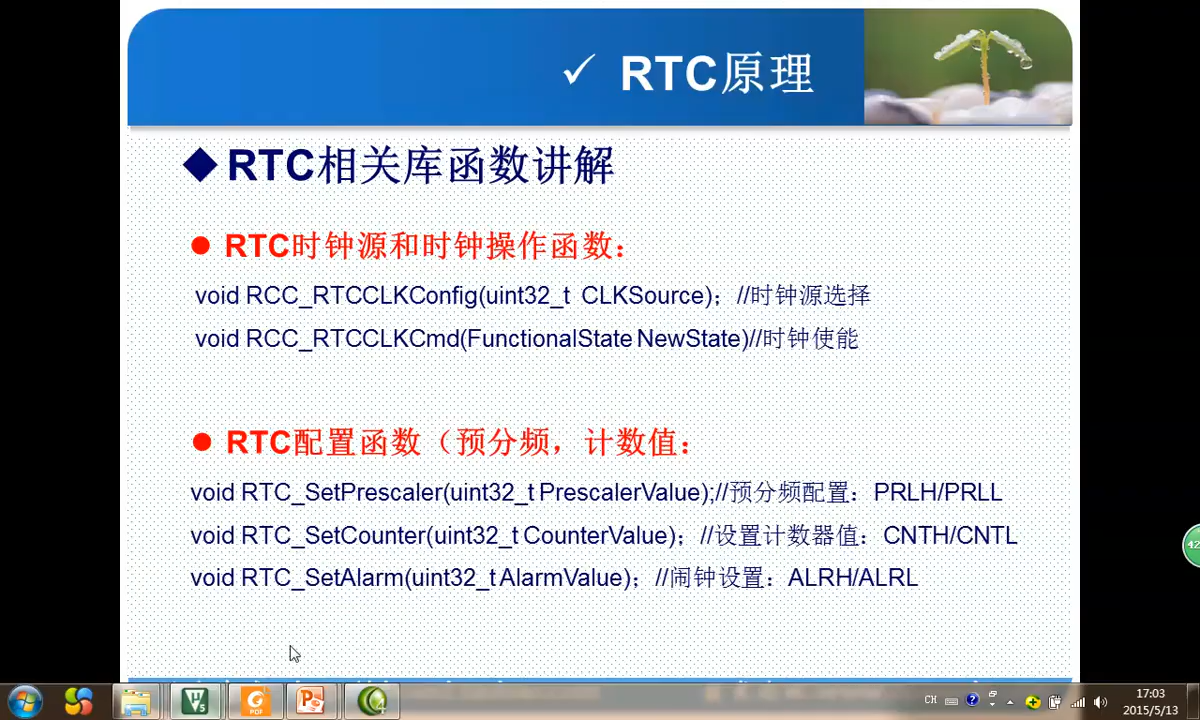 ✓ RTC原理
◆RTC相关库函数讲解
● RTC时钟源和时钟操作函数：
void RCC_RTCCLKConfig(uint32_t CLKSource)；//时钟源选择
void RCC_RTCCLKCmd(FunctionalState NewState)//时钟使能
● RTC配置函数（预分频，计数值：
void RTC_SetPrescaler(uint32_t PrescalerValue);//预分频配置：PRLH/PRLL
void RTC_SetCounter(uint32_t CounterValue)；//设置计数器值：CNTH/CNTL
void RTC_SetAlarm(uint32_t AlarmValue)；//闹钟设置：ALRH/ALRL
42
CH
17:03
2015/5/13